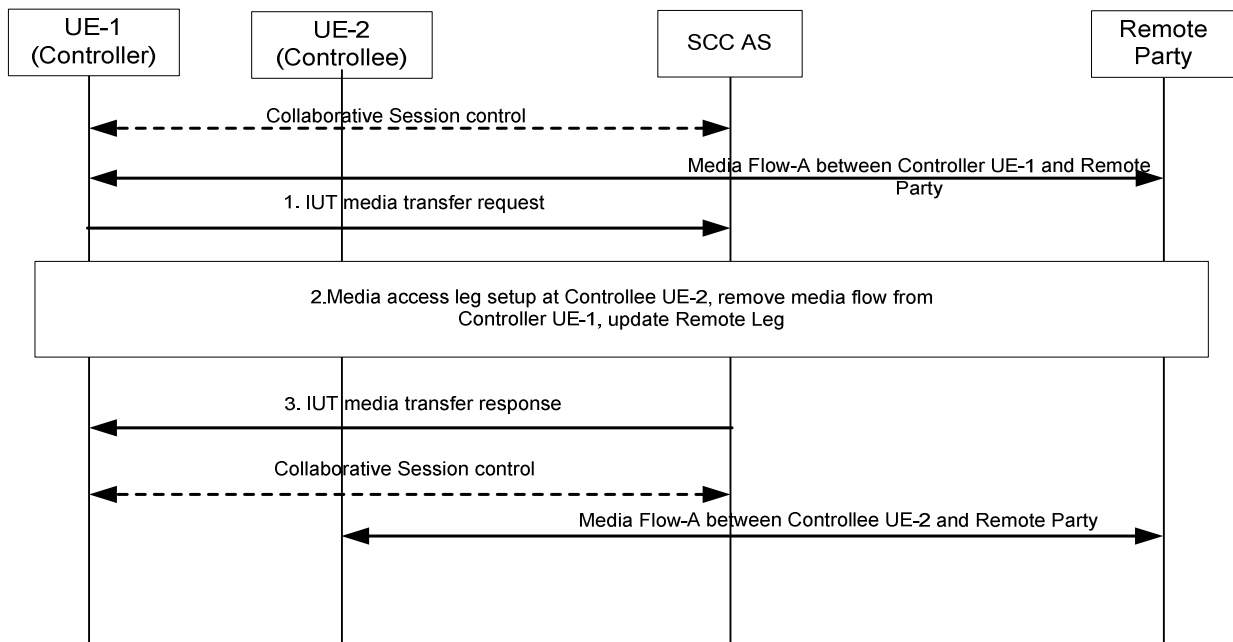 UE-1
(Controller)
UE-2
(Controllee)
SCC AS
Remote
Party
Collaborative Session control
Media Flow-A between Controller UE-1 and Remote
Party
1. IUT media transfer request
2.Media access leg setup at Controllee UE-2, remove media flow from
Controller UE-1, update Remote Leg
3. IUT media transfer response
Collaborative Session control
Media Flow-A between Controllee UE-2 and Remote Party